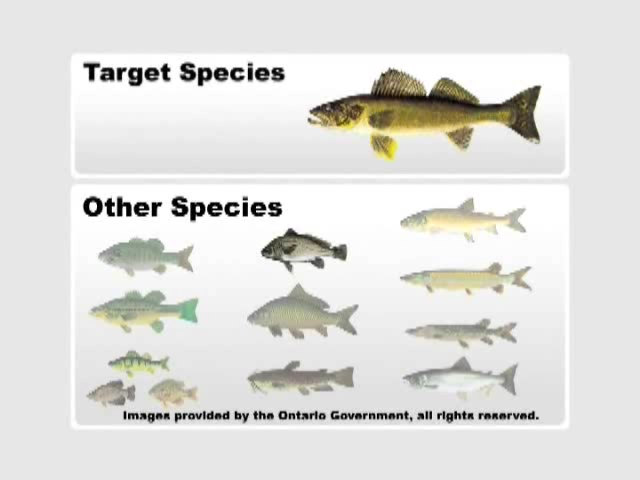 Target Species
Other Species
Images provided by the Ontario Government, all rights reserved.